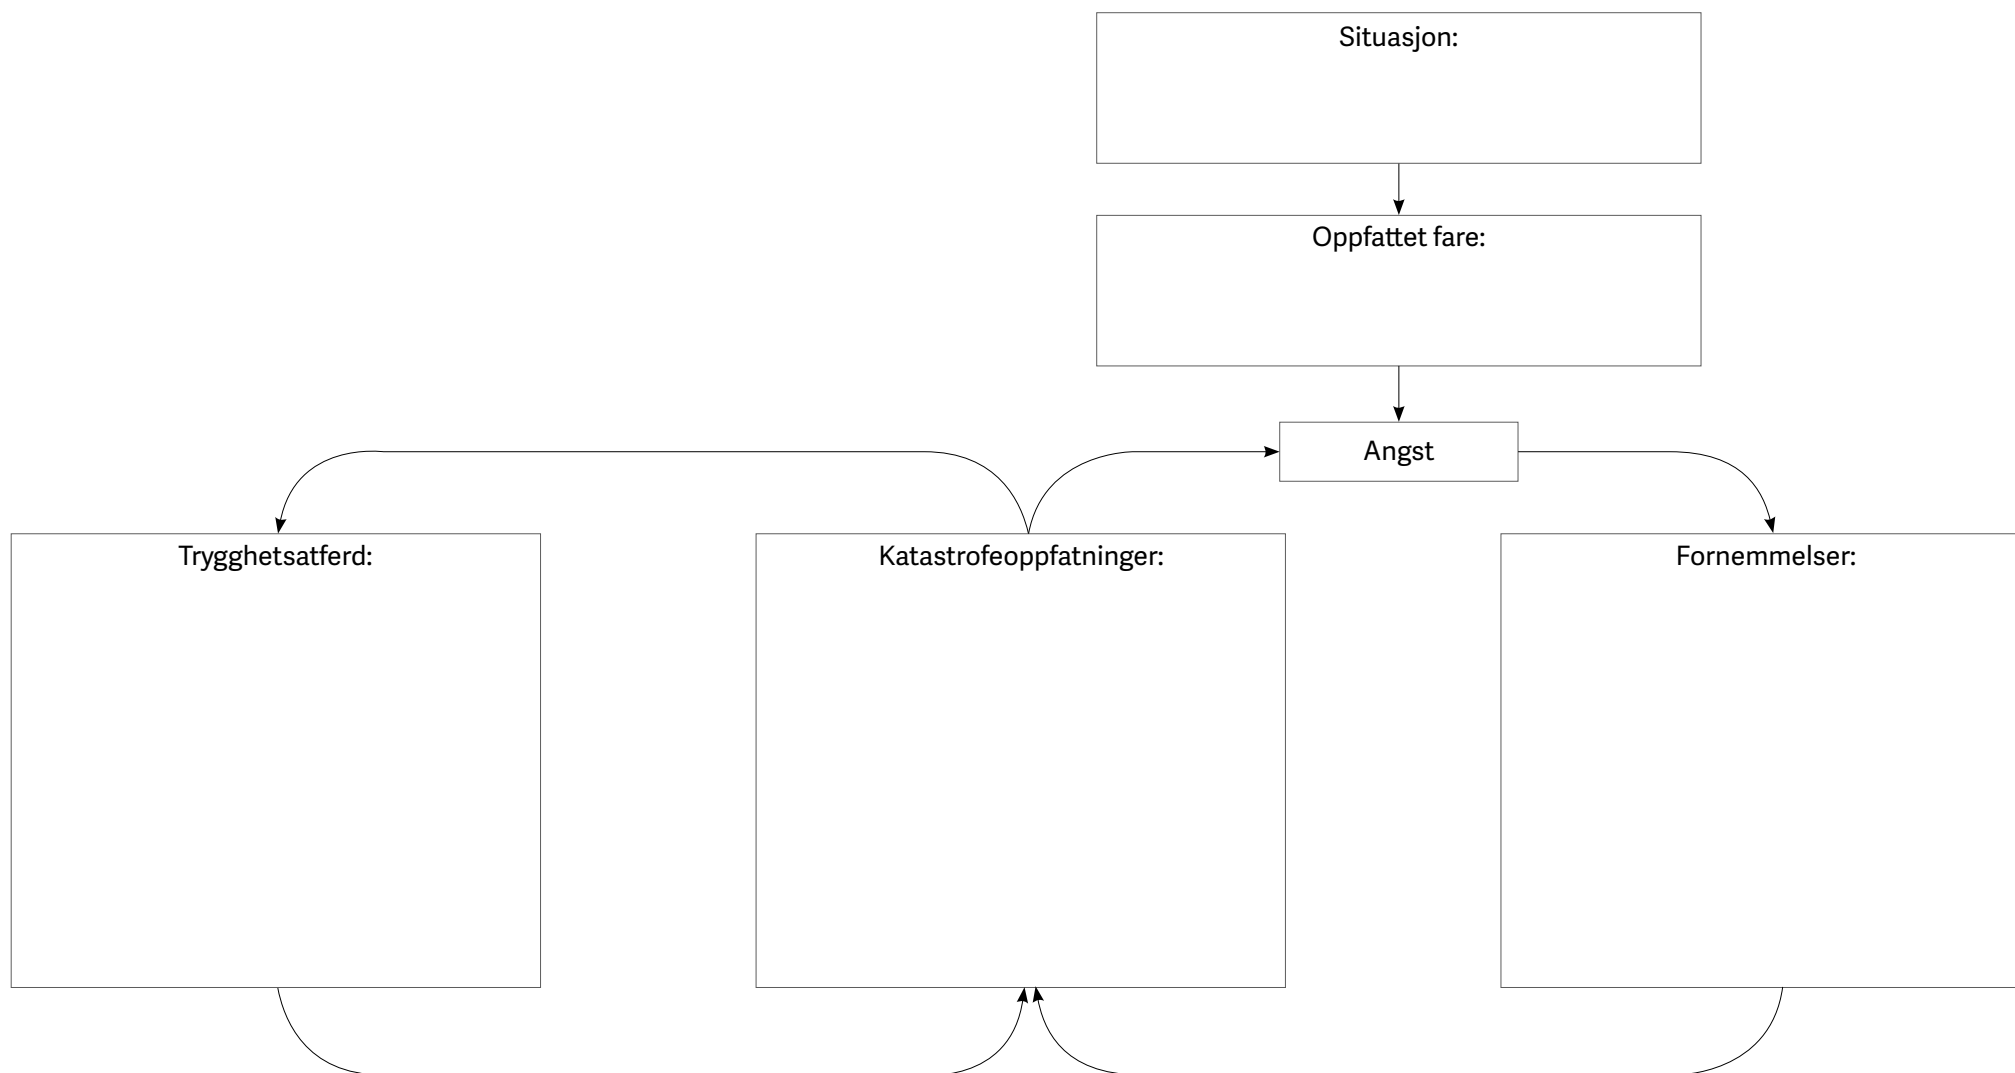 Situasjon:
Oppfattet fare:
Angst
Trygghetsatferd:
Katastrofeoppfatninger:
Fornemmelser: